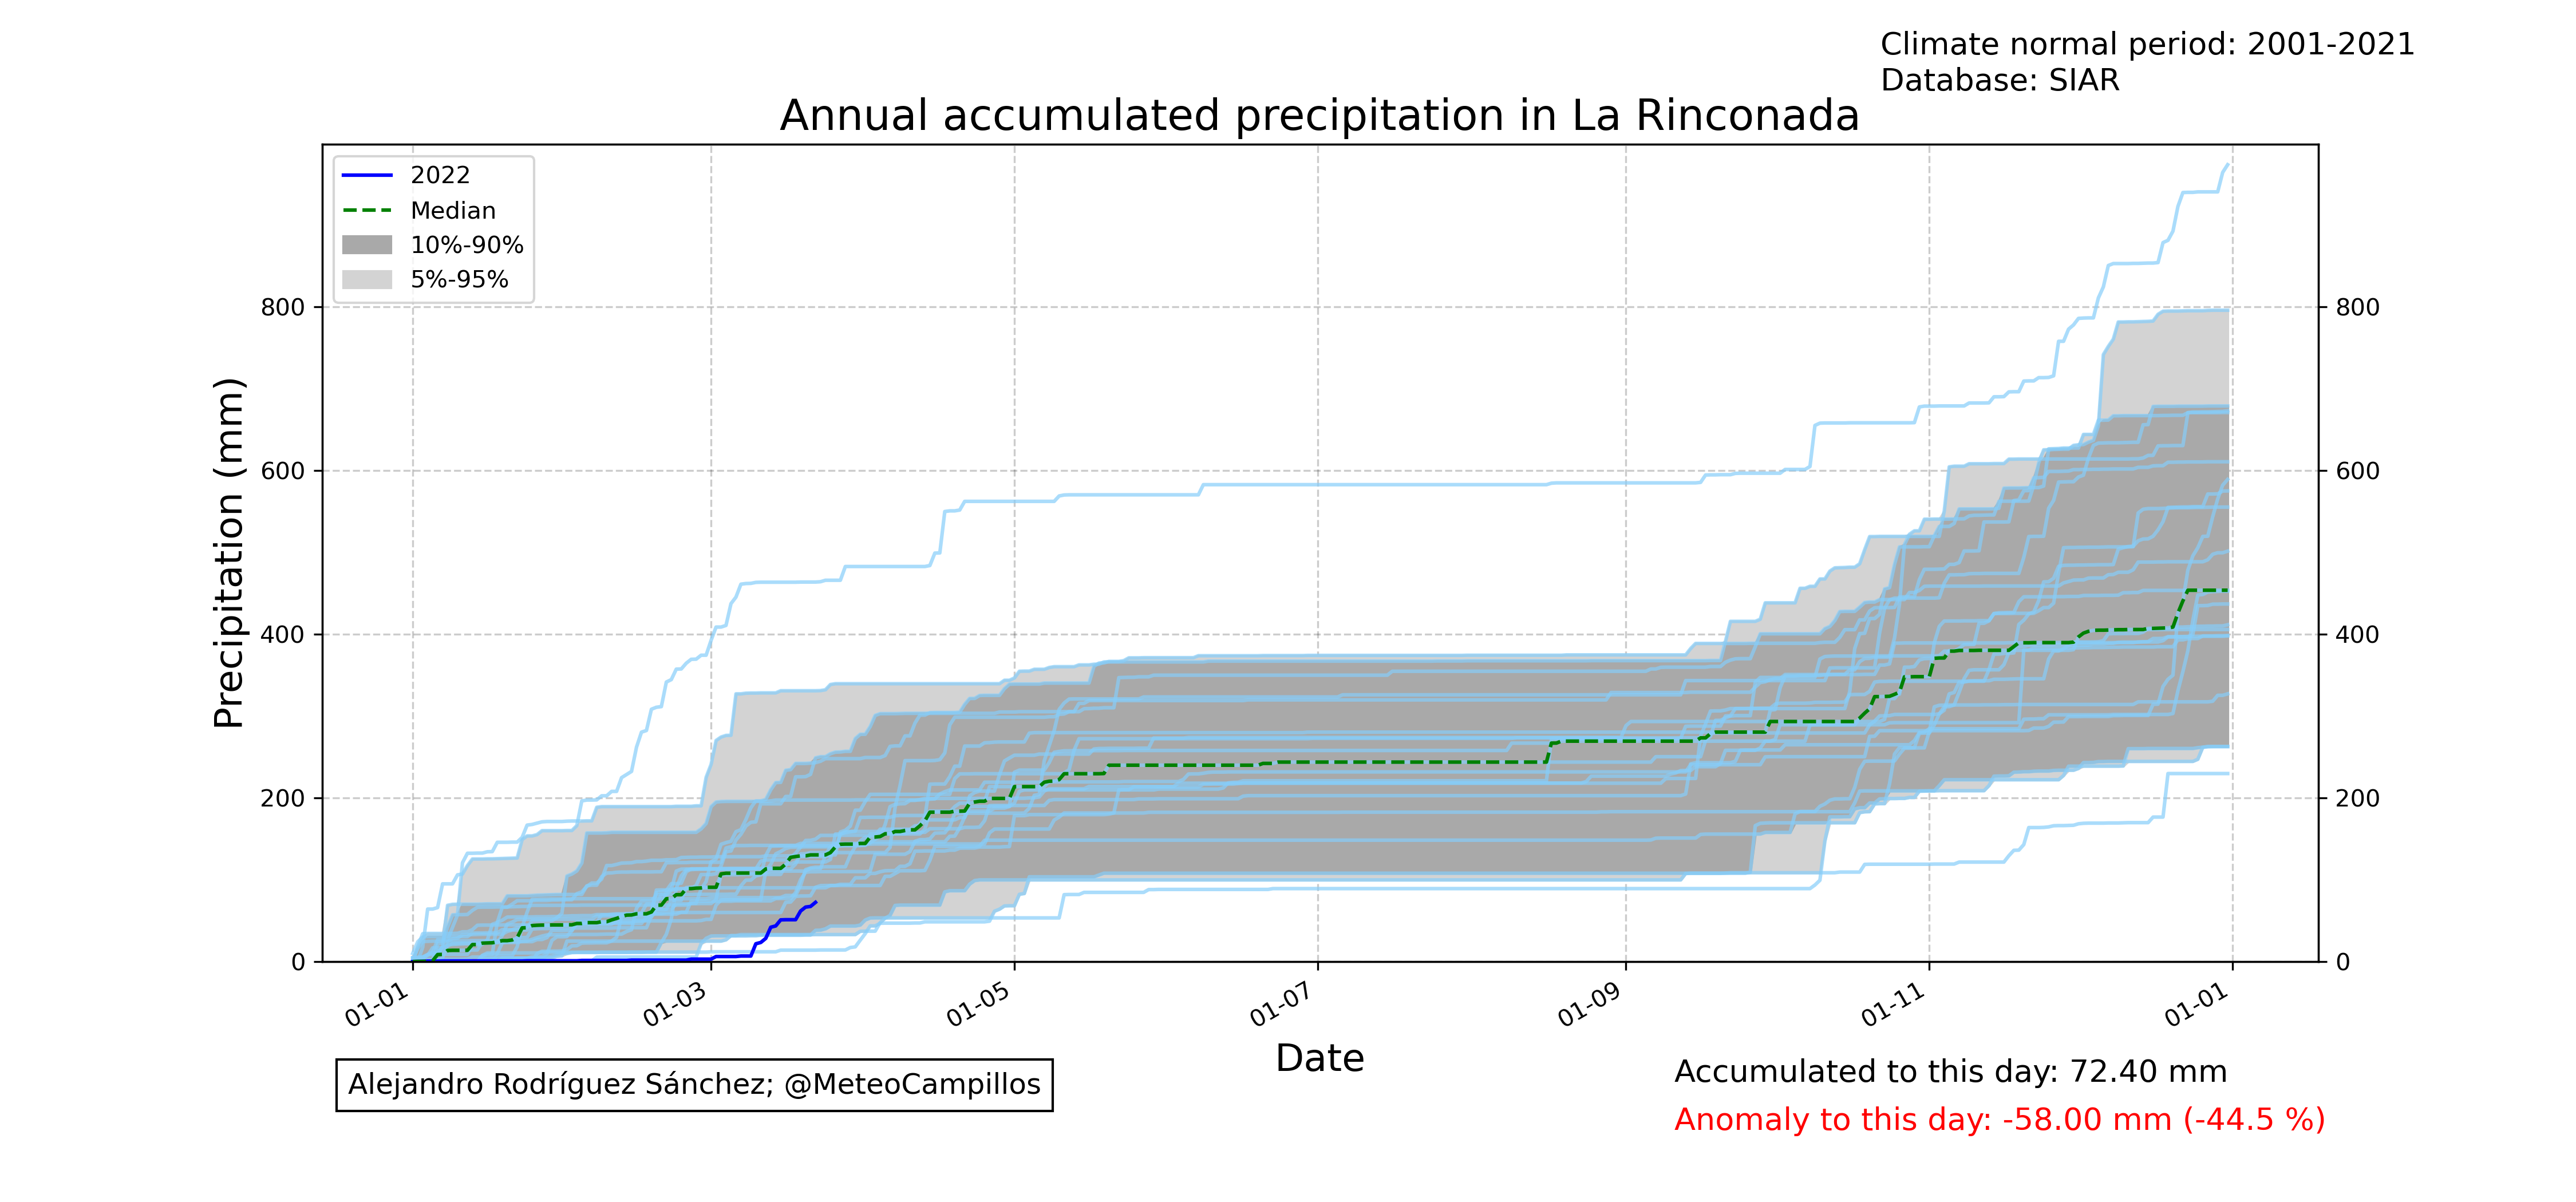 Climate normal period: 2001-2021
Database: SIAR
Annual accumulated precipitation in La Rinconada
2022
Median
10%-90%
5%-95%
Precipitation (mm)
800
600
400
200
0
800
600
400
200
0
01-01
01-03
01-05
01-07
01-09
01-11
01-01
Date
Alejandro Rodríguez Sánchez; @MeteoCampillos
Accumulated to this day: 72.40 mm
Anomaly to this day: -58.00 mm (-44.5 %)